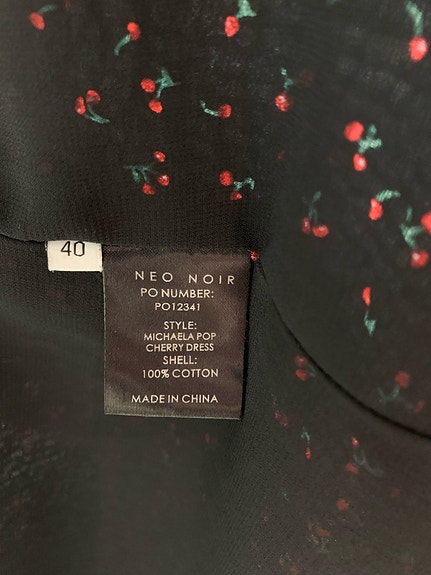 40
NEO NOIR
PO NUMBER:
PO12341
STYLE:
MICHAELA POP
CHERRY DRESS
SHELL:
100% COTTON
MADE IN CHINA